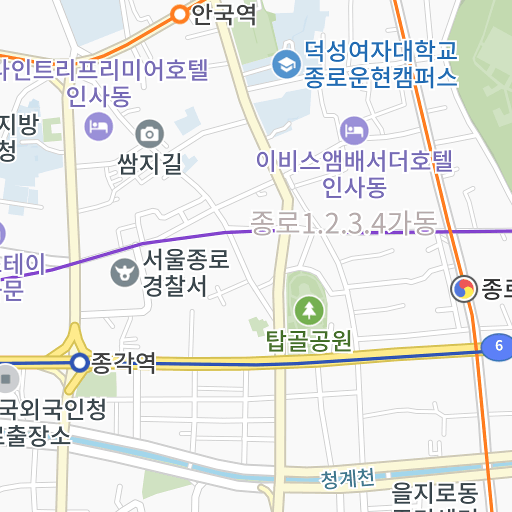 안국역
덕성여자대학교
종로운현캠퍼스
인트리프리미어호텔
인사동
지방
청
쌈지길
이비스앰배서더호텔
인사동
종로1.2.3.4가동
데이
문
서울종로
경찰서
종로
탑골공원
6
종각역
국외국인청
출장소
청계천
을지로동